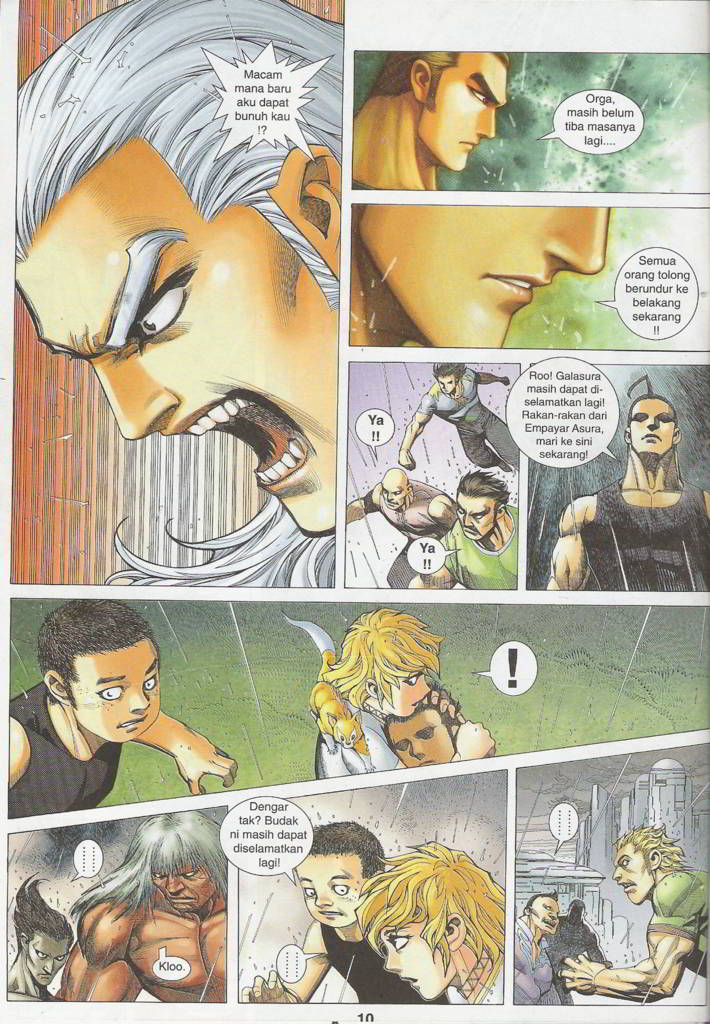 Macam
mana baru
aku dapat
bunuh kau
!?
Orga,
masih belum
tiba masanya
lagi....
Semua
orang tolong
berundur ke
belakang
sekarang
!!
Ya
!!
Ya
!!
Roo! Galasura
masih dapat di-
selamatkan lagi!
Rakan-rakan dari
Empayar Asura,
mari ke sini
sekarang!
!
Kloo.
Dengar
tak? Budak
ni masih dapat
diselamatkan
lagi!
10